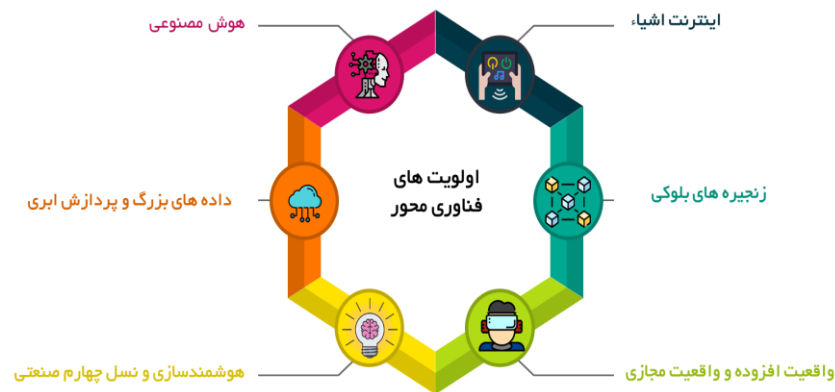 اینترنت اشیاء
هوش مصنوعی
اولویت های
فناوری محور
زنجیره های بلوکی
داده های بزرگ و پردازش ابری
واقعیت افزوده و واقعیت مجازی
هوشمندسازی و نسل چهارم صنعتی